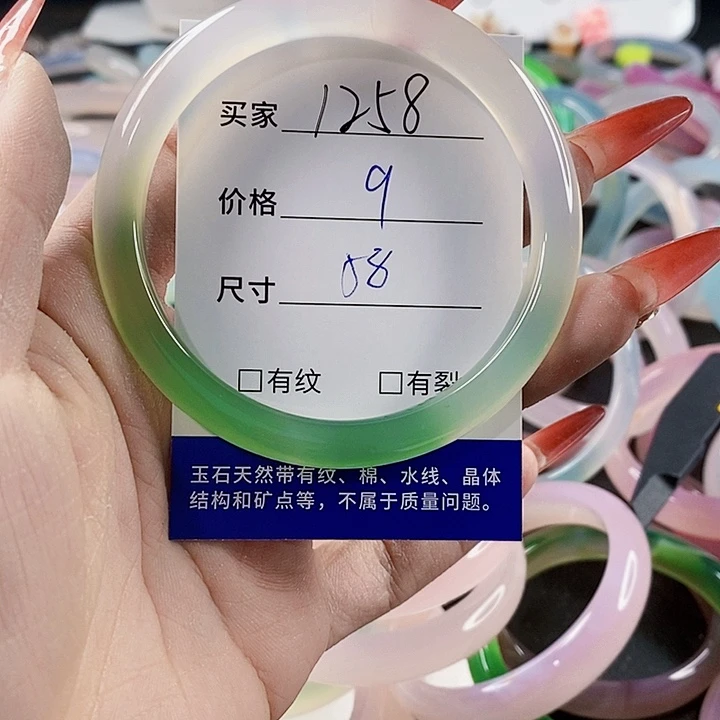 买家 1258
价格 9
尺寸 58
□有纹 □有裂
玉石天然带有纹、棉、水线、晶体
结构和矿点等，不属于质量问题。